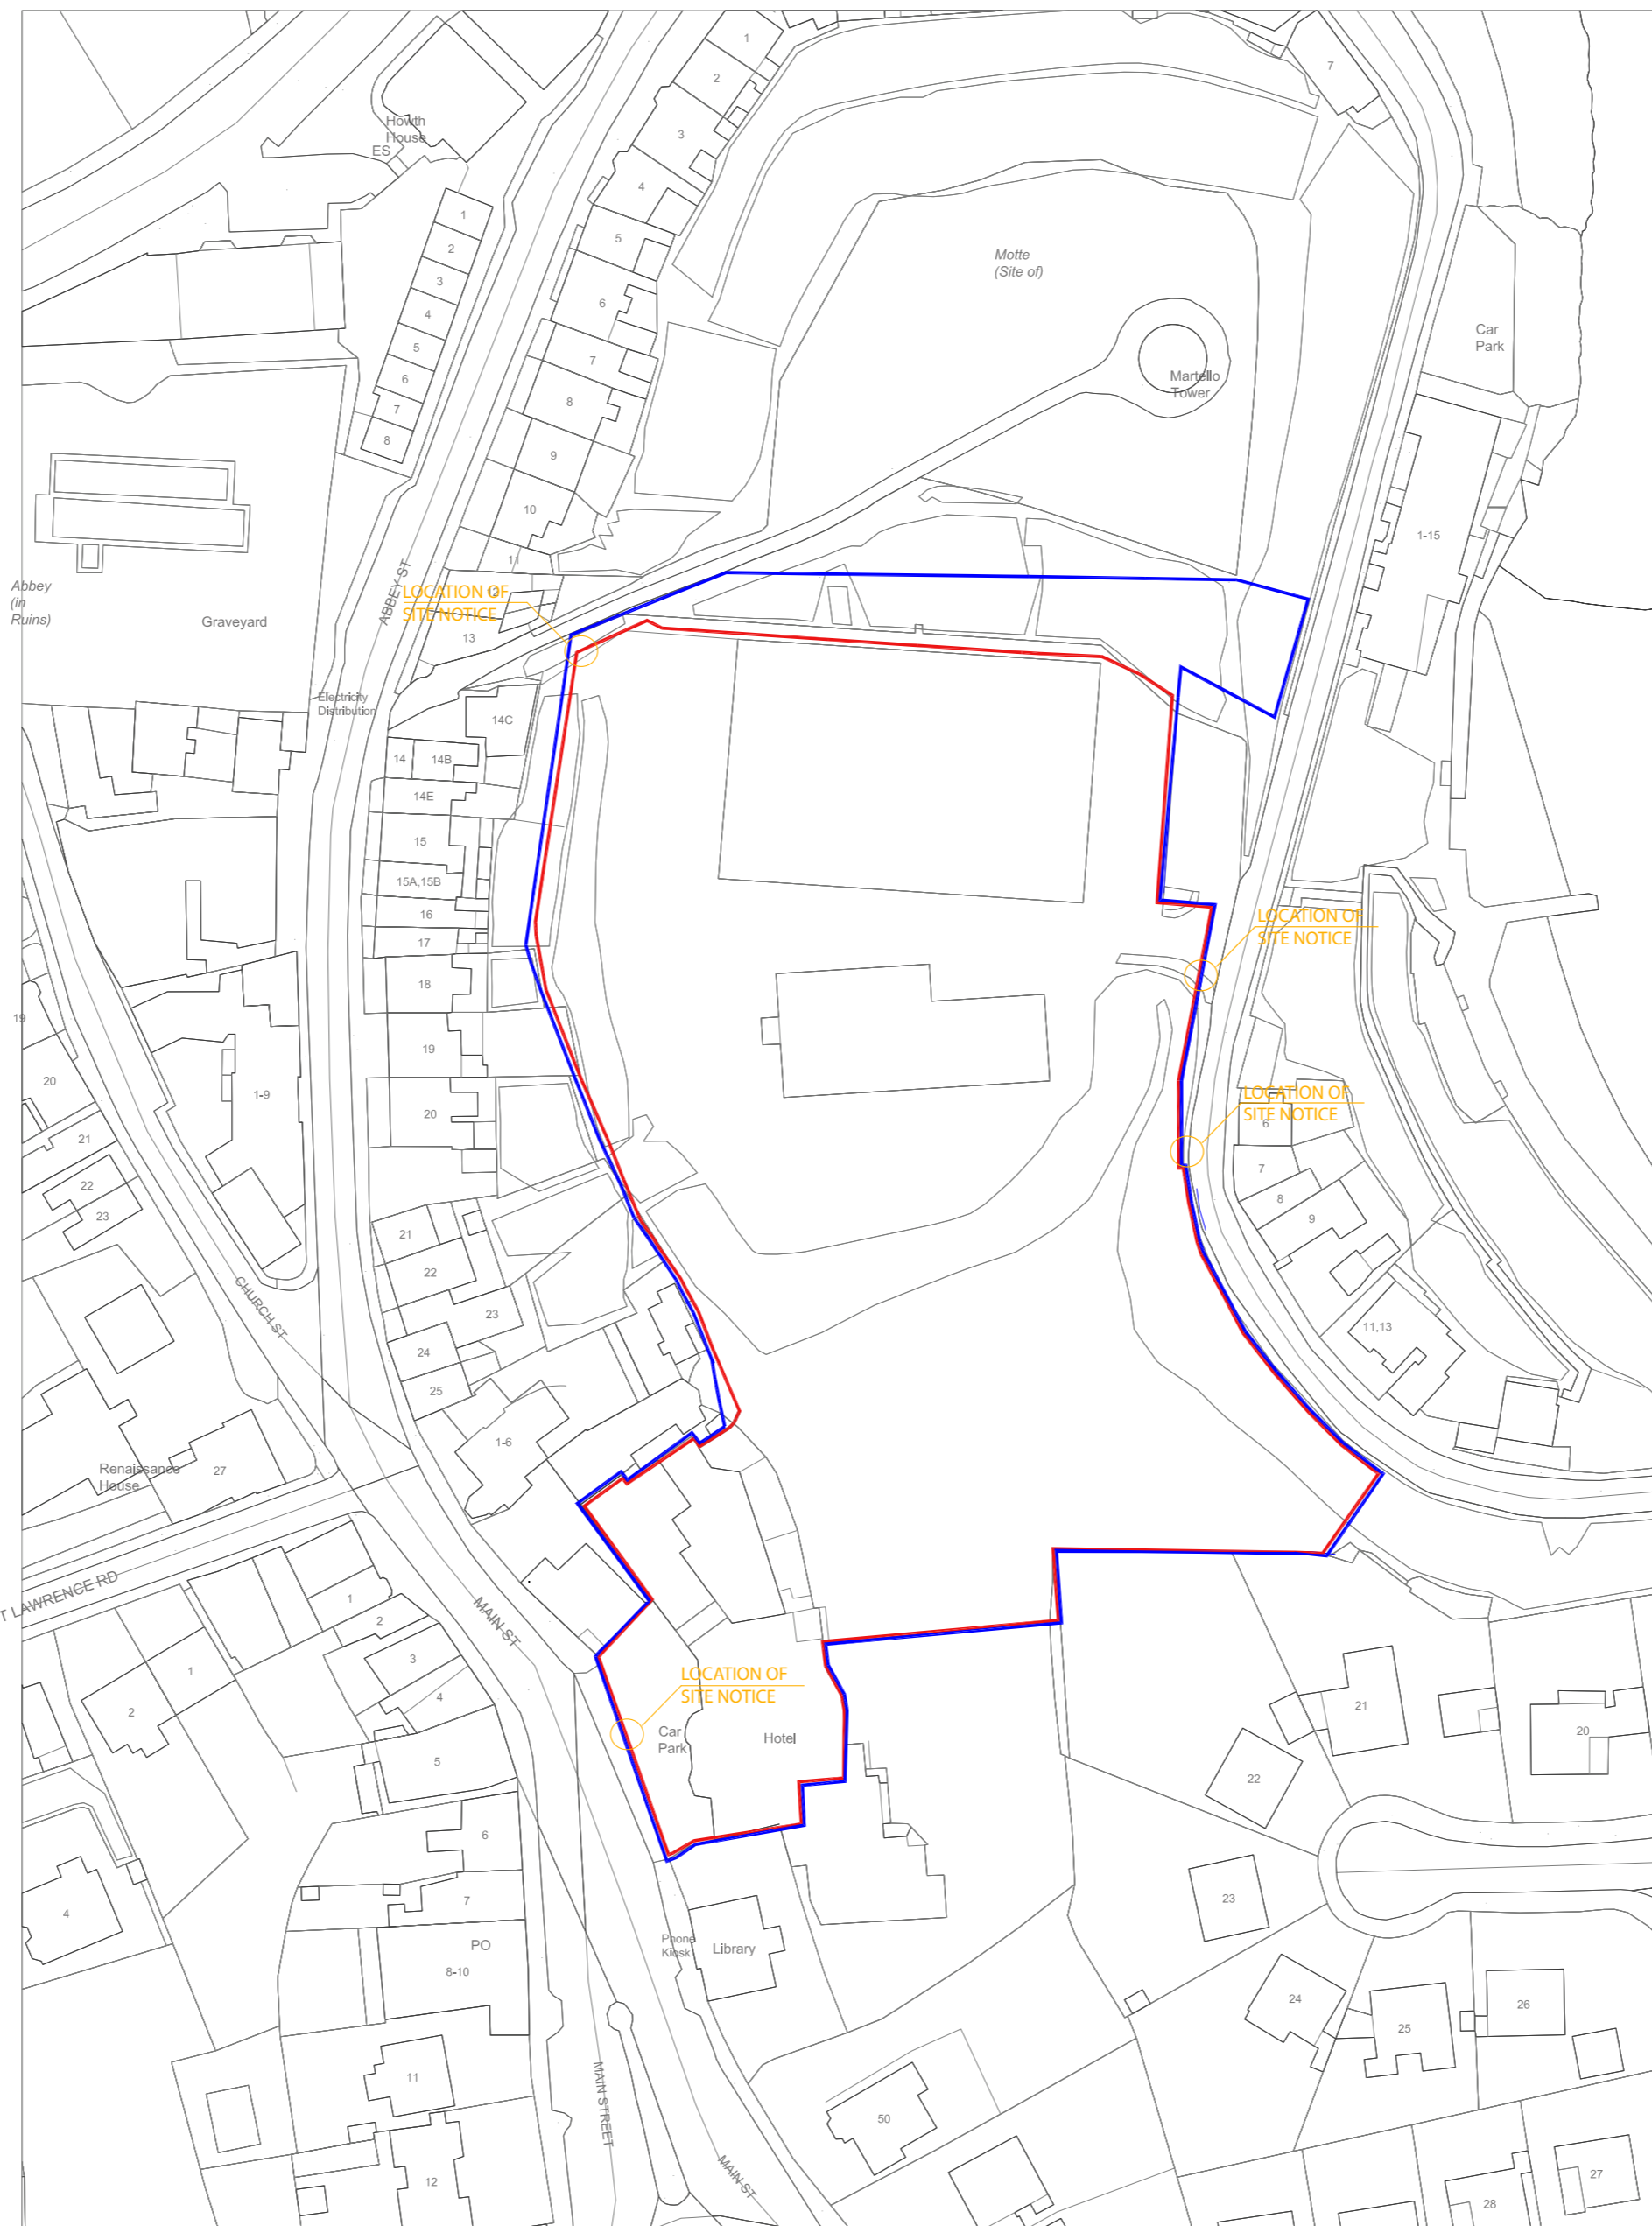 1
2
7
Howth
House
ES
3
4
1
5
2
Motte
(Site of)
3
6
4
Car
Park
5
7
Martello
Tower
6
8
7
8
9
10
1-15
11
ABBEY ST
Abbey
(in
Ruins)
LOCATION OF
SITE NOTICE
12
Graveyard
13
Electricity
Distribution
14C
14
14B
14E
15
15A,15B
16
17
LOCATION OF
SITE NOTICE
18
19
19
20
1-9
LOCATION OF
SITE NOTICE
20
6
21
7
22
8
23
9
21
22
CHURCH ST
23
11,13
24
25
1-6
Renaissance
House
27
T LAWRENCE RD
MAIN ST
1
2
3
1
4
2
LOCATION OF
SITE NOTICE
Car
Park
Hotel
21
20
5
22
6
23
7
4
PO
Phone
Kiosk
Library
8-10
24
26
25
11
MAIN STREET
50
12
MAIN ST
27
28